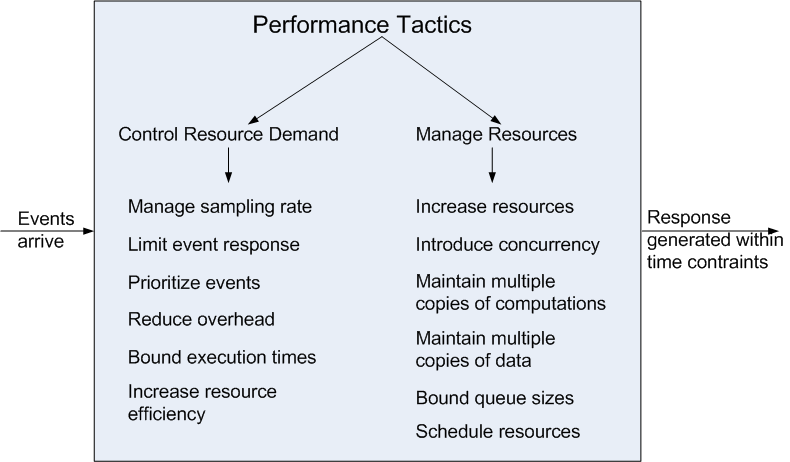 Performance Tactics
Control Resource Demand
Manage Resources
Events
arrive
Manage sampling rate
Limit event response
Prioritize events
Reduce overhead
Bound execution times
Increase resource
efficiency
Increase resources
Introduce concurrency
Maintain multiple
copies of computations
Maintain multiple
copies of data
Bound queue sizes
Schedule resources
Response
generated within
time contraints